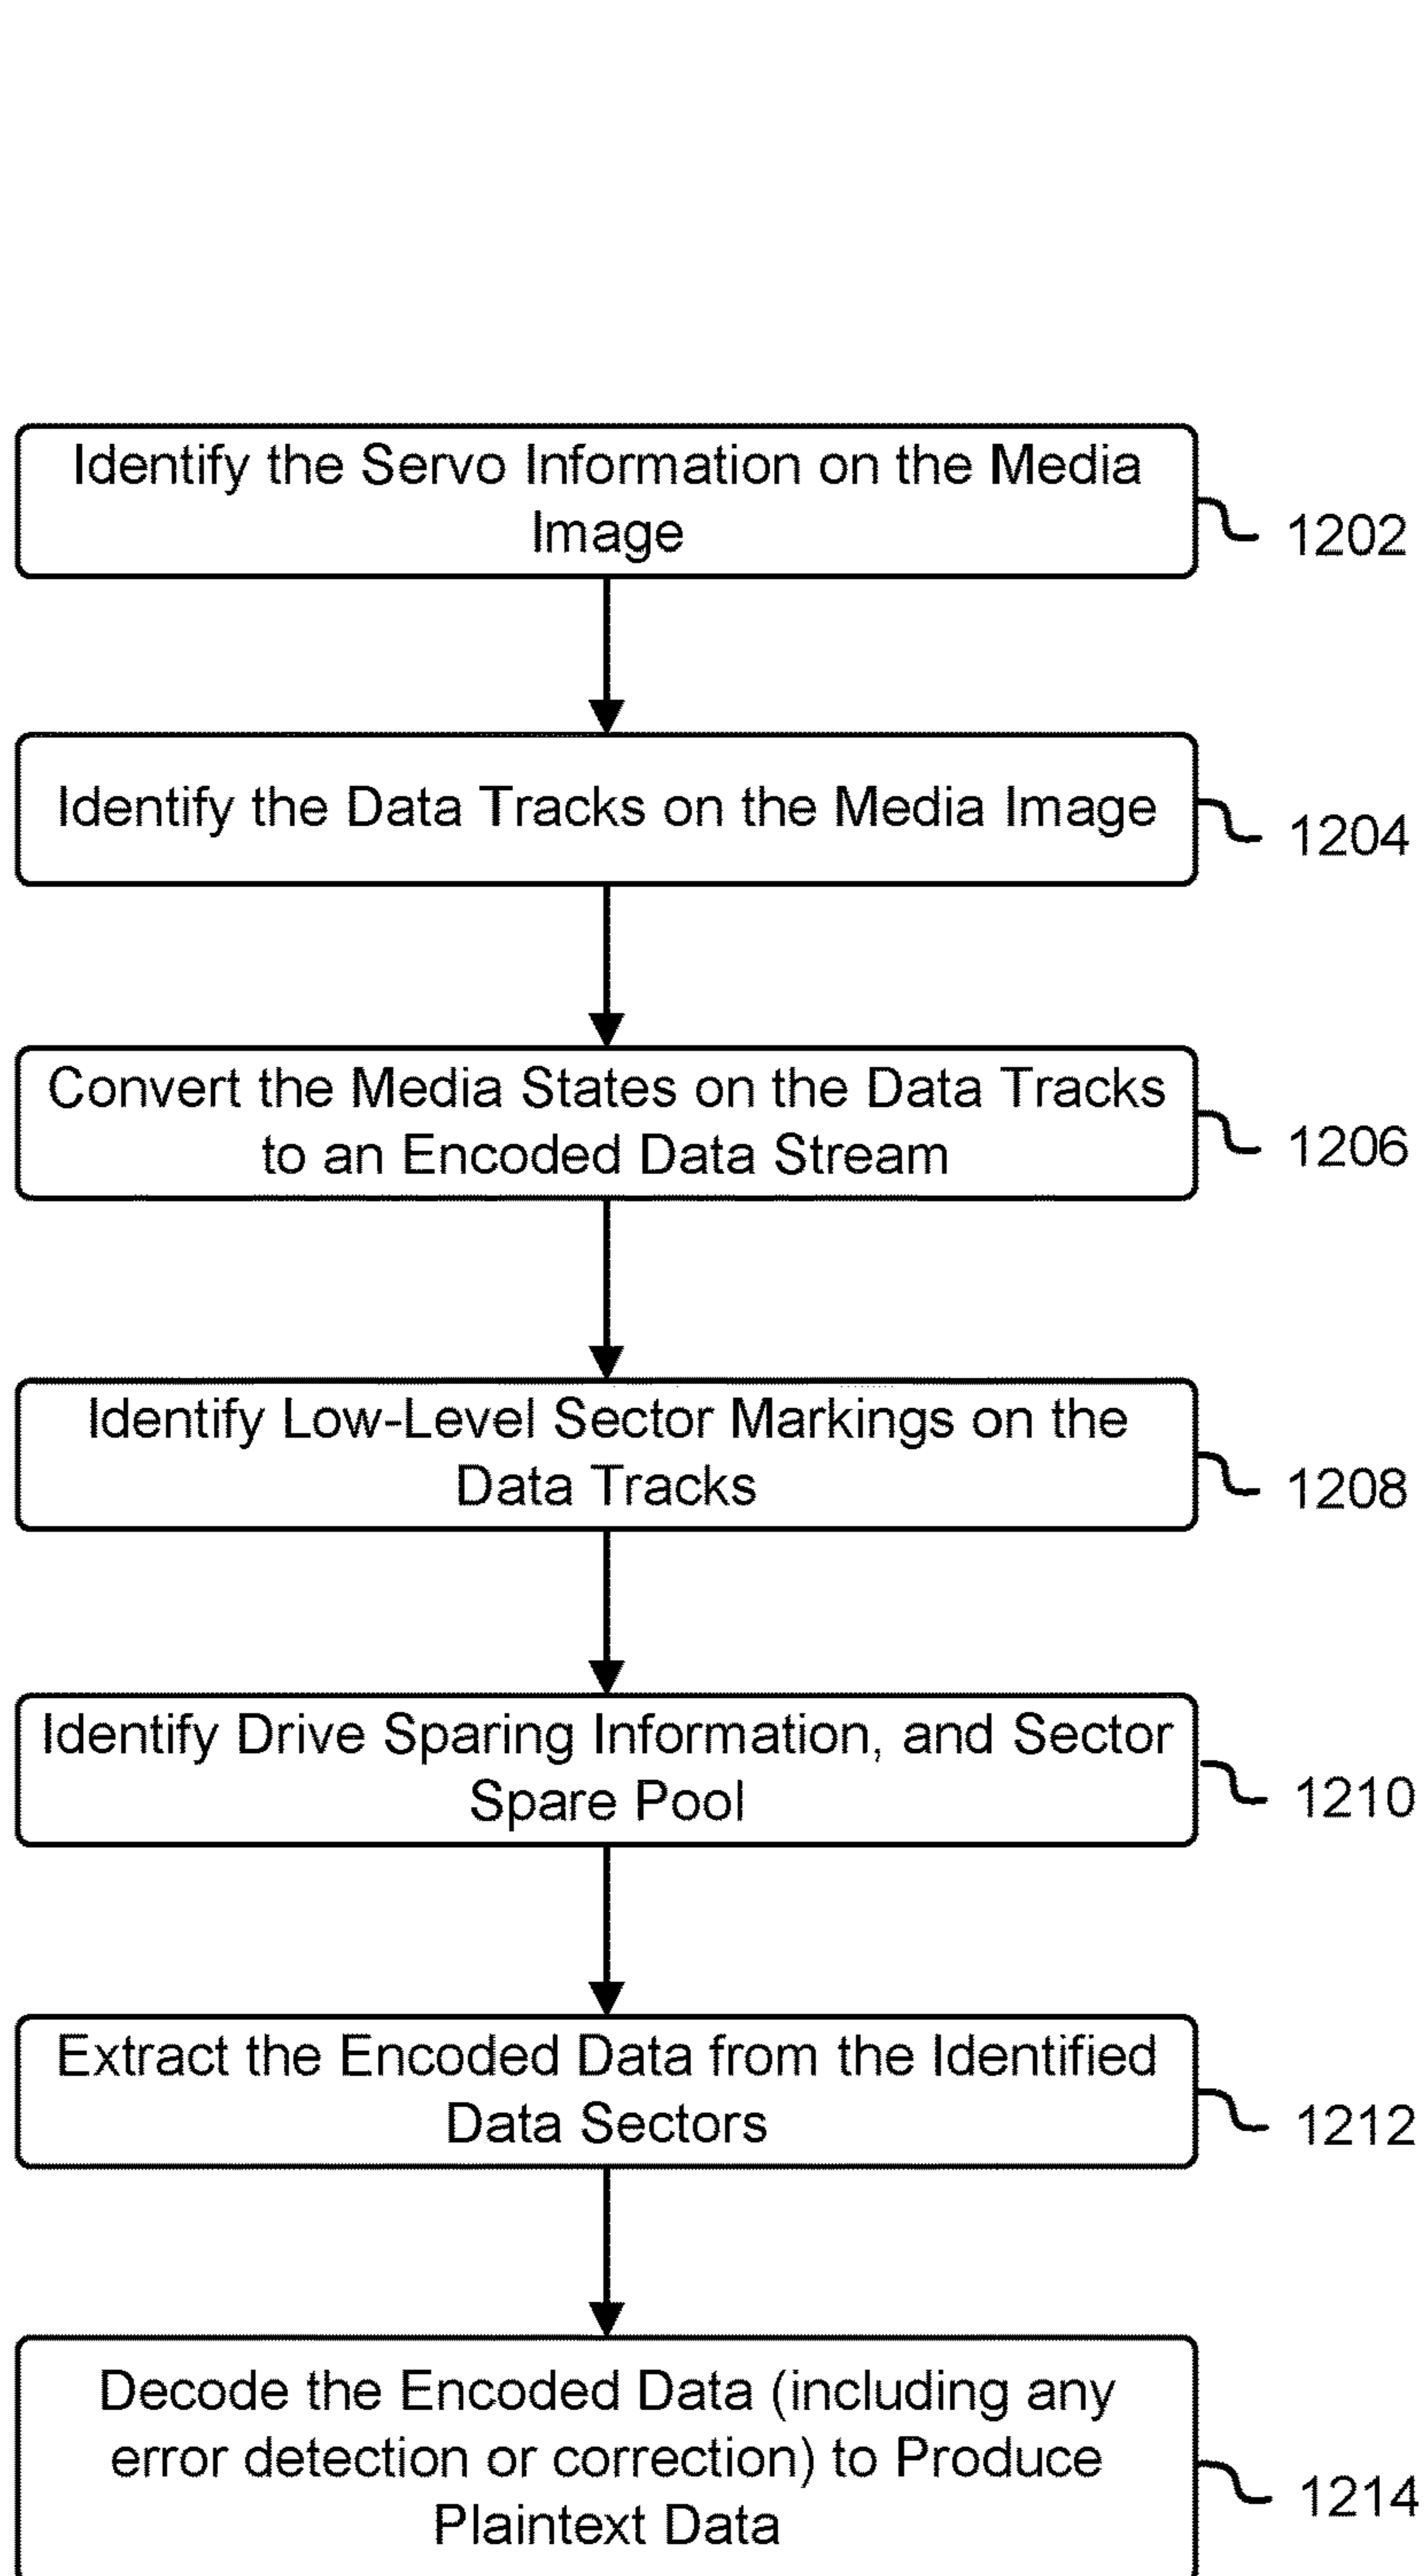 Identify the Servo Information on the Media
Image
1202
Identify the Data Tracks on the Media Image
1204
Convert the Media States on the Data Tracks
to an Encoded Data Stream
1206
Identify Low-Level Sector Markings on the
Data Tracks
1208
Identify Drive Sparing Information, and Sector
Spare Pool
1210
Extract the Encoded Data from the Identified
Data Sectors
1212
Decode the Encoded Data (including any
error detection or correction) to Produce
Plaintext Data
1214